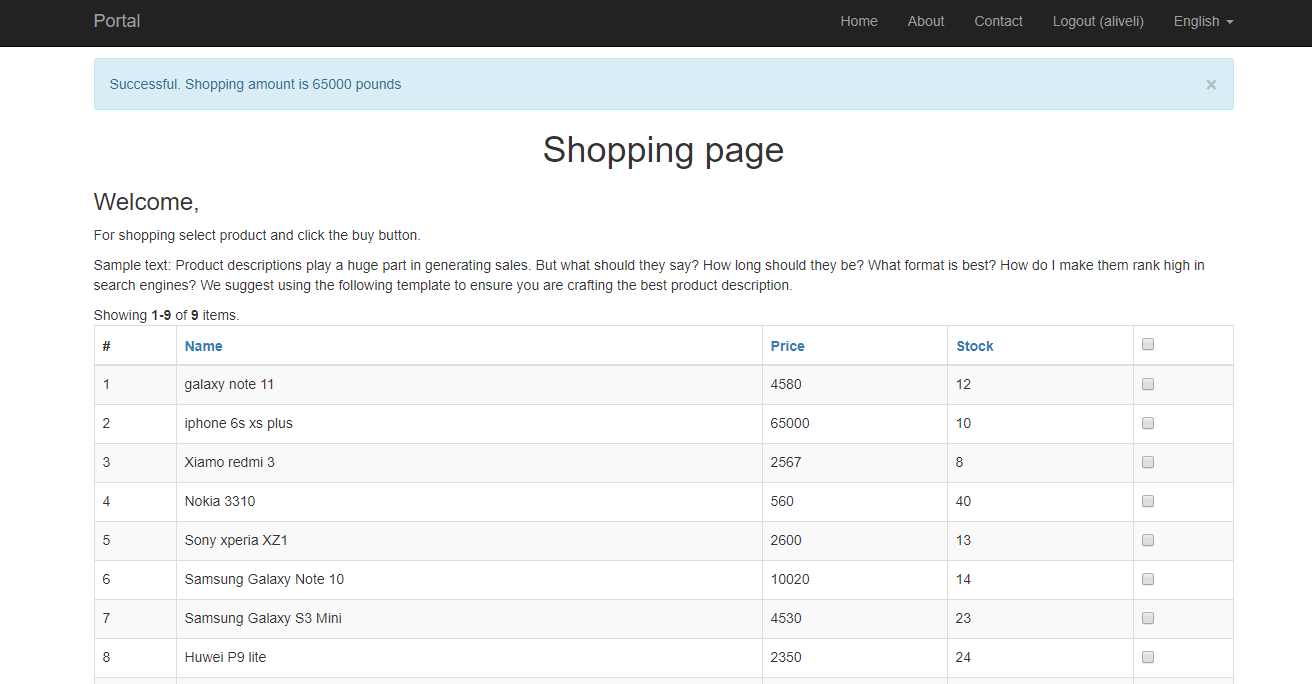 Portal Home About Contact Logout (aliveli) English
Successful. Shopping amount is 65000 pounds ×
Shopping page
Welcome,
For shopping select product and click the buy button.
Sample text: Product descriptions play a huge part in generating sales. But what should they say? How long should they be? What format is best? How do I make them rank high in
search engines? We suggest using the following template to ensure you are crafting the best product description.
Showing 1-9 of 9 items.
# Name Price Stock
1 galaxy note 11 4580 12
2 iphone 6s xs plus 65000 10
3 Xiamo redmi 3 2567 8
4 Nokia 3310 560 40
5 Sony xperia XZ1 2600 13
6 Samsung Galaxy Note 10 10020 14
7 Samsung Galaxy S3 Mini 4530 23
8 Huwei P9 lite 2350 24